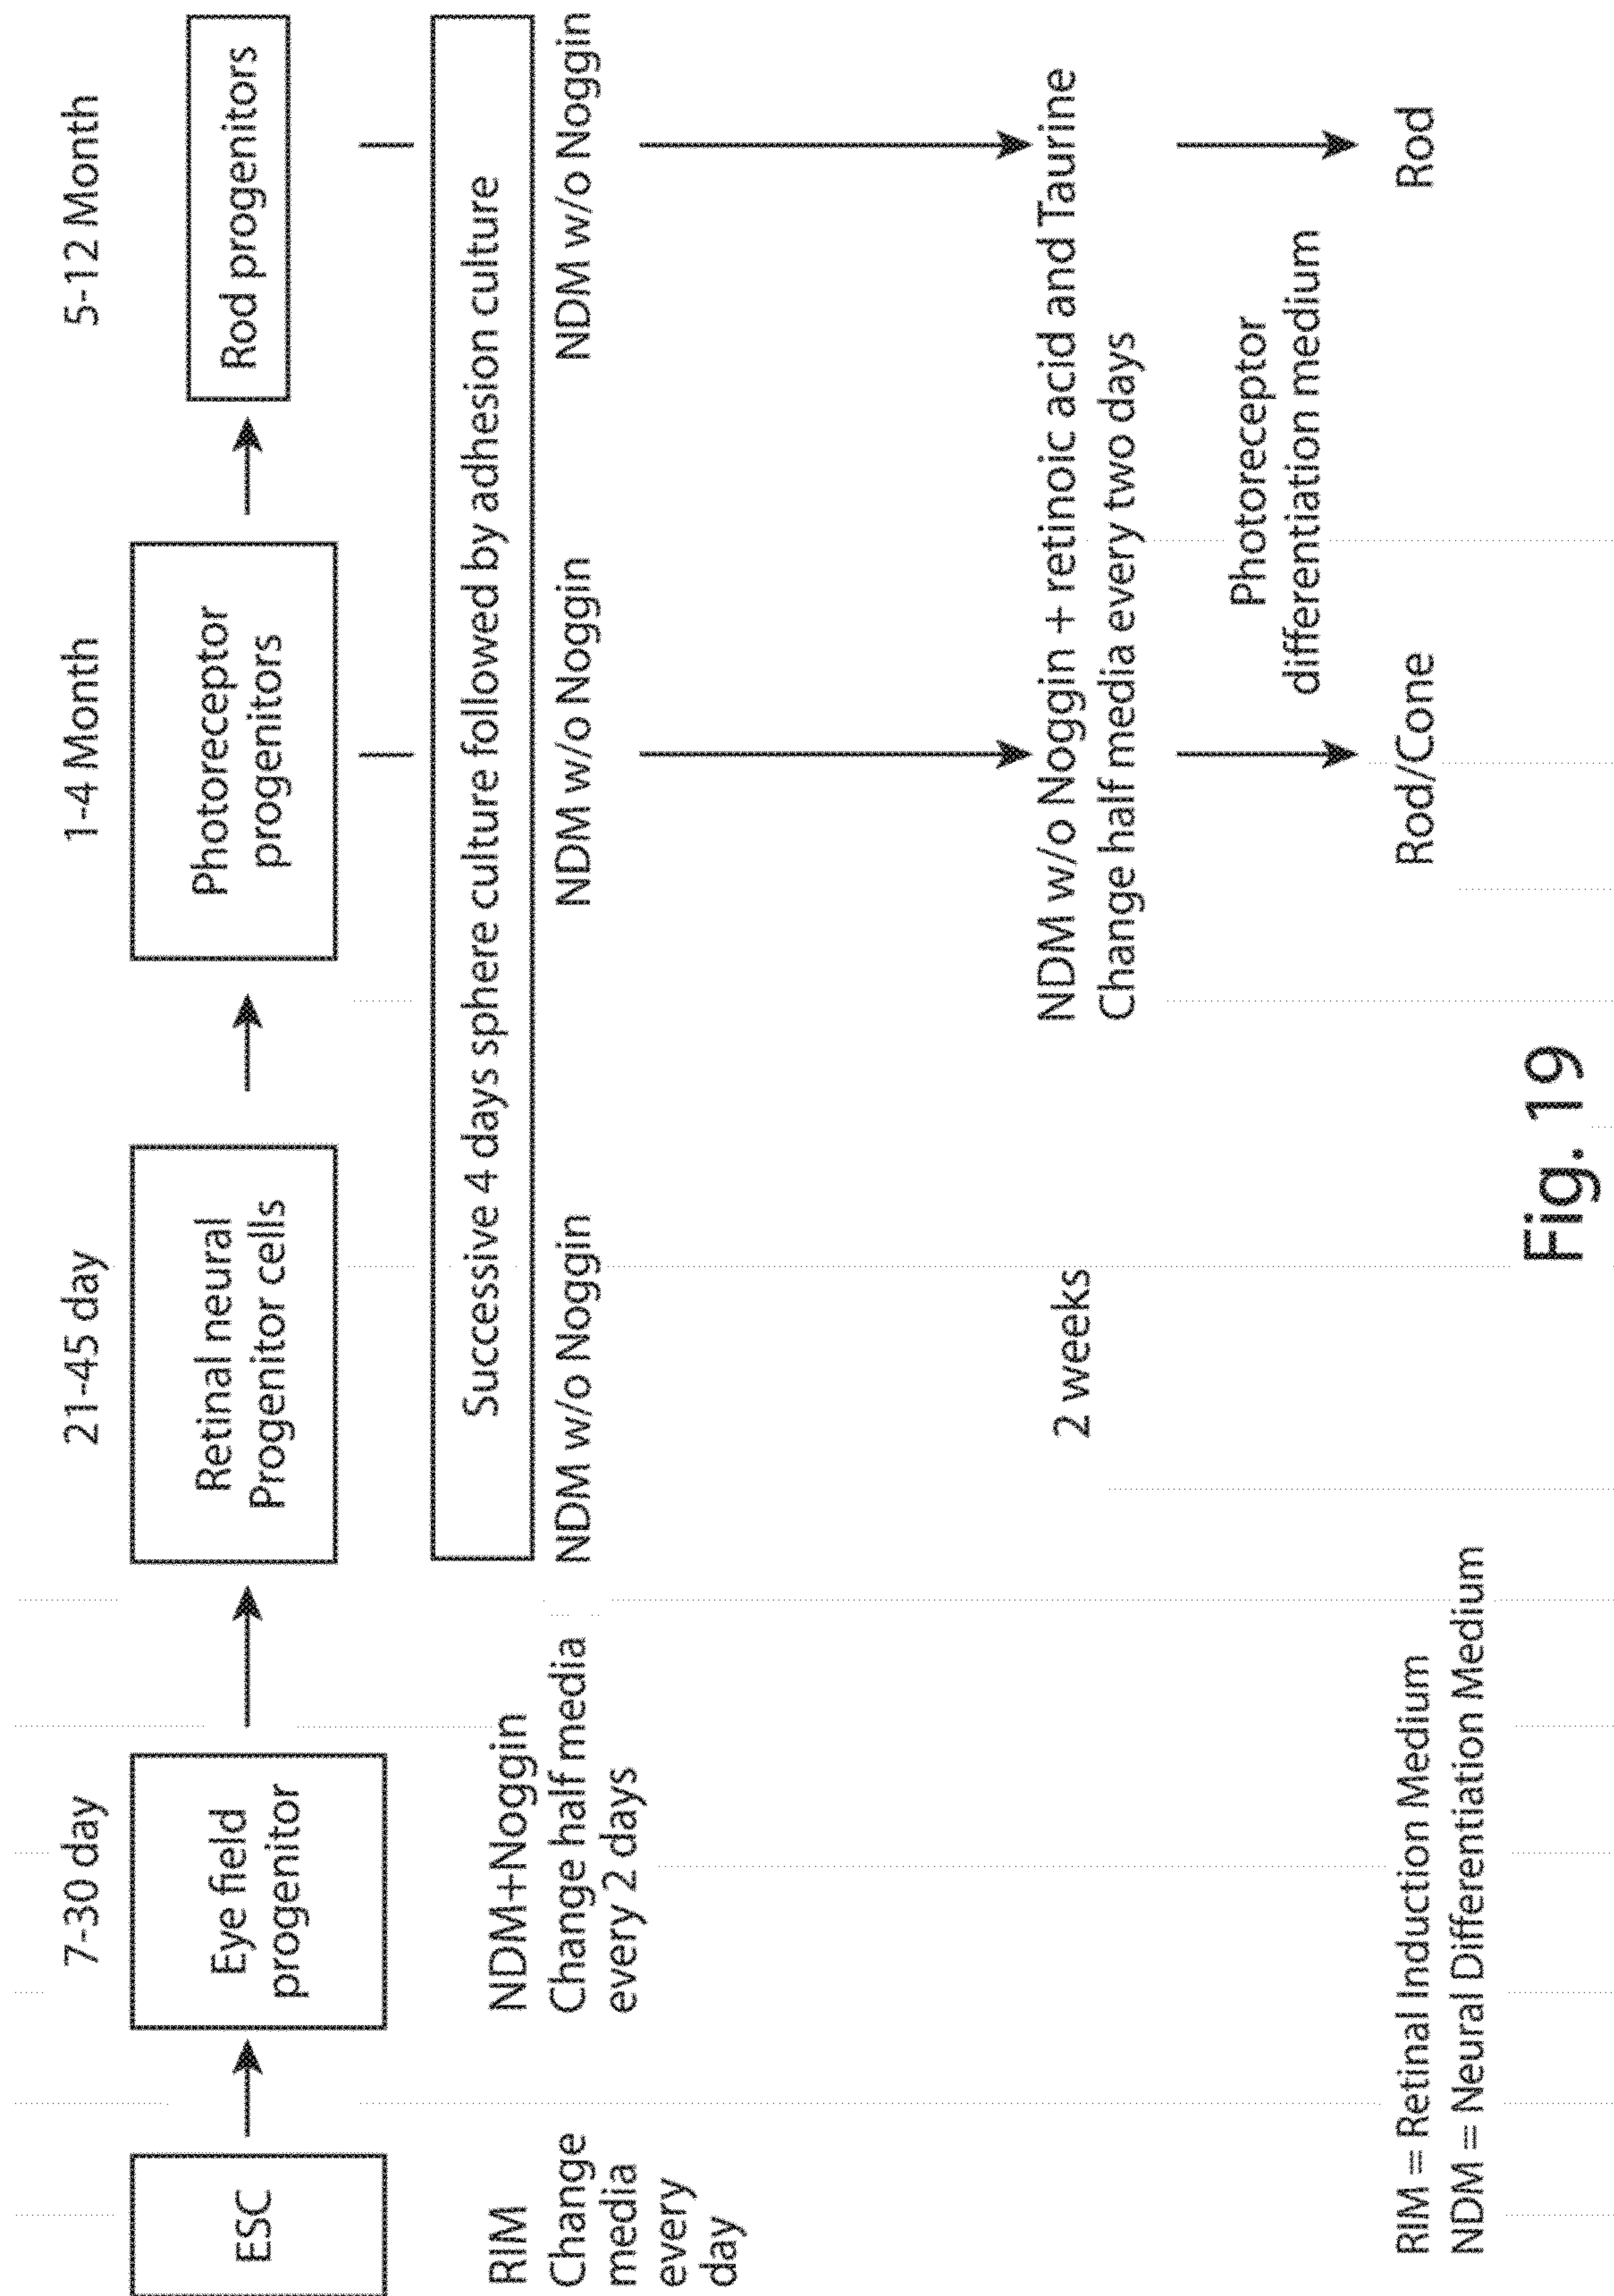 7-30 day
21-45 day
1-4 Month
5-12 Month
ESC
Eye field
progenitor
Retinal neural
Progenitor cells
Photoreceptor
progenitors
Rod progenitors
Successive 4 days sphere culture followed by adhesion culture
RIM
Change
media
every
day
NDM+Noggin
Change half media
every 2 days
NDM w/o Noggin
NDM w/o Noggin
NDM w/o Noggin
2 weeks
NDM w/o Noggin + retinoic acid and Taurine
Change half media every two days
Photoreceptor
differentiation medium
Rod/Cone
Rod
RIM = Retinal Induction Medium
NDM = Neural Differentiation Medium
Fig. 19